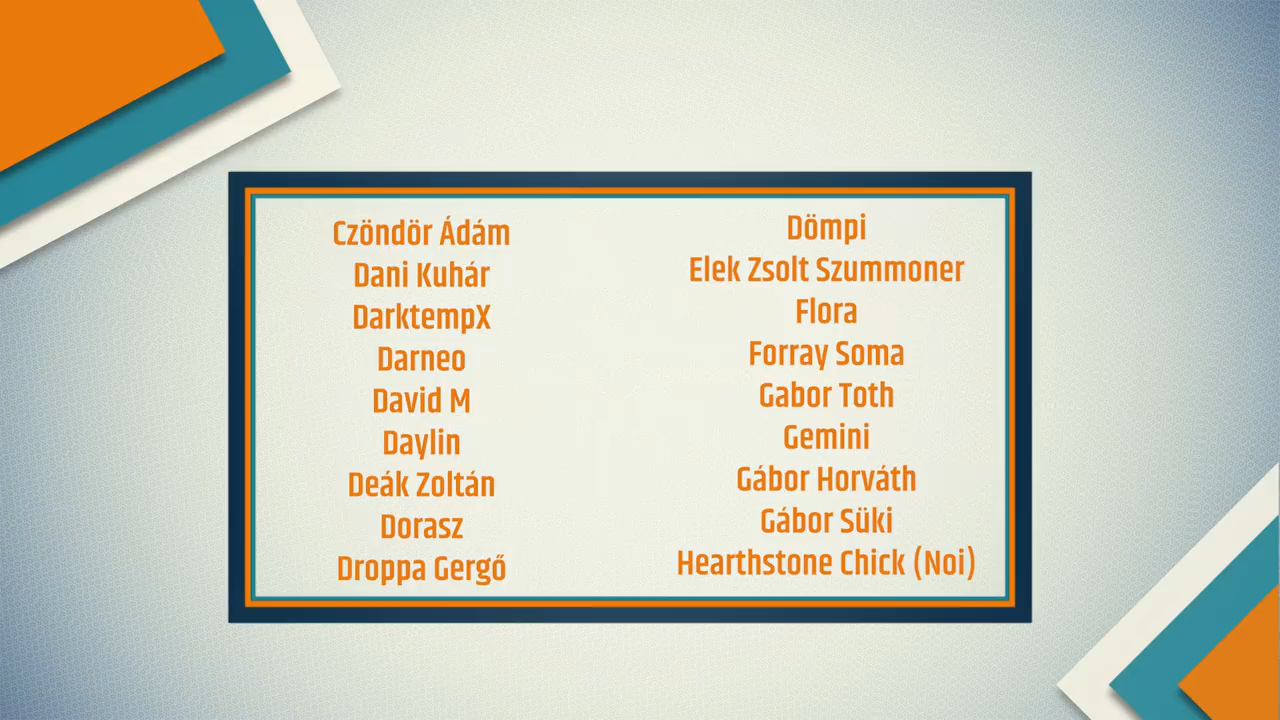 Czöndör Ádám
Dani Kuhár
DarktempX
Darneo
David M
Daylin
Deák Zoltán
Dorasz
Droppa Gergő
Dömpi
Elek Zsolt Szummoner
Flora
Forray Soma
Gabor Toth
Gemini
Gábor Horváth
Gábor Süki
Hearthstone Chick (Noi)